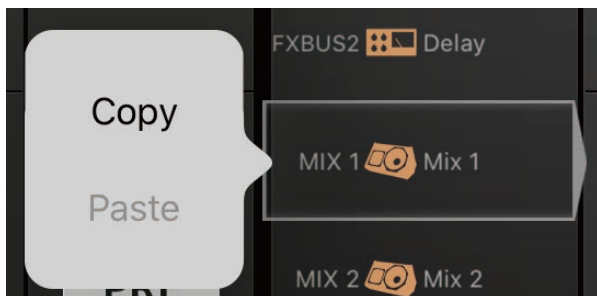 FXBUS2 Delay
Copy
MIX 1 Mix 1
Paste
MIX 2 Mix 2